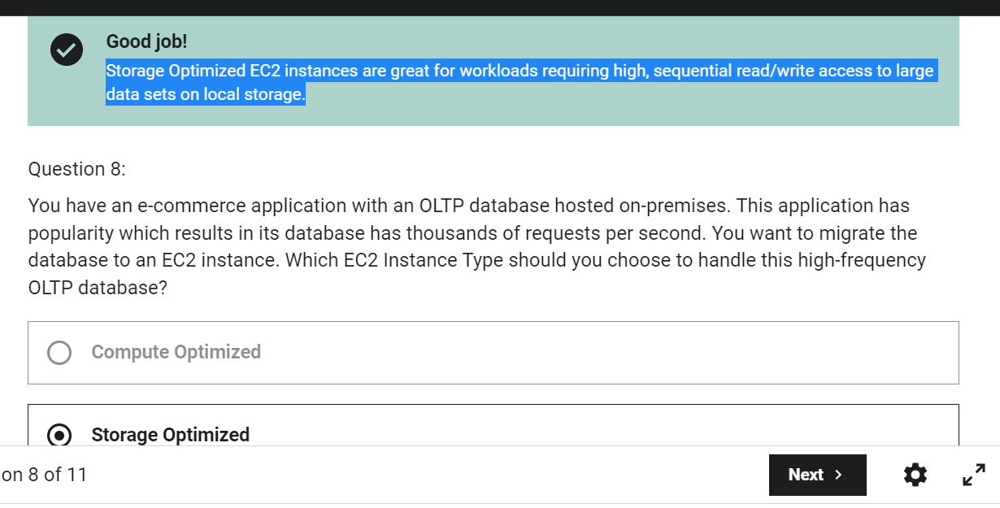 Good job!
Storage Optimized EC2 instances are great for workloads requiring high, sequential read/write access to large
data sets on local storage.
Question 8:
You have an e-commerce application with an OLTP database hosted on-premises. This application has
popularity which results in its database has thousands of requests per second. You want to migrate the
database to an EC2 instance. Which EC2 Instance Type should you choose to handle this high-frequency
OLTP database?
Compute Optimized
Storage Optimized
on 8 of 11
Next